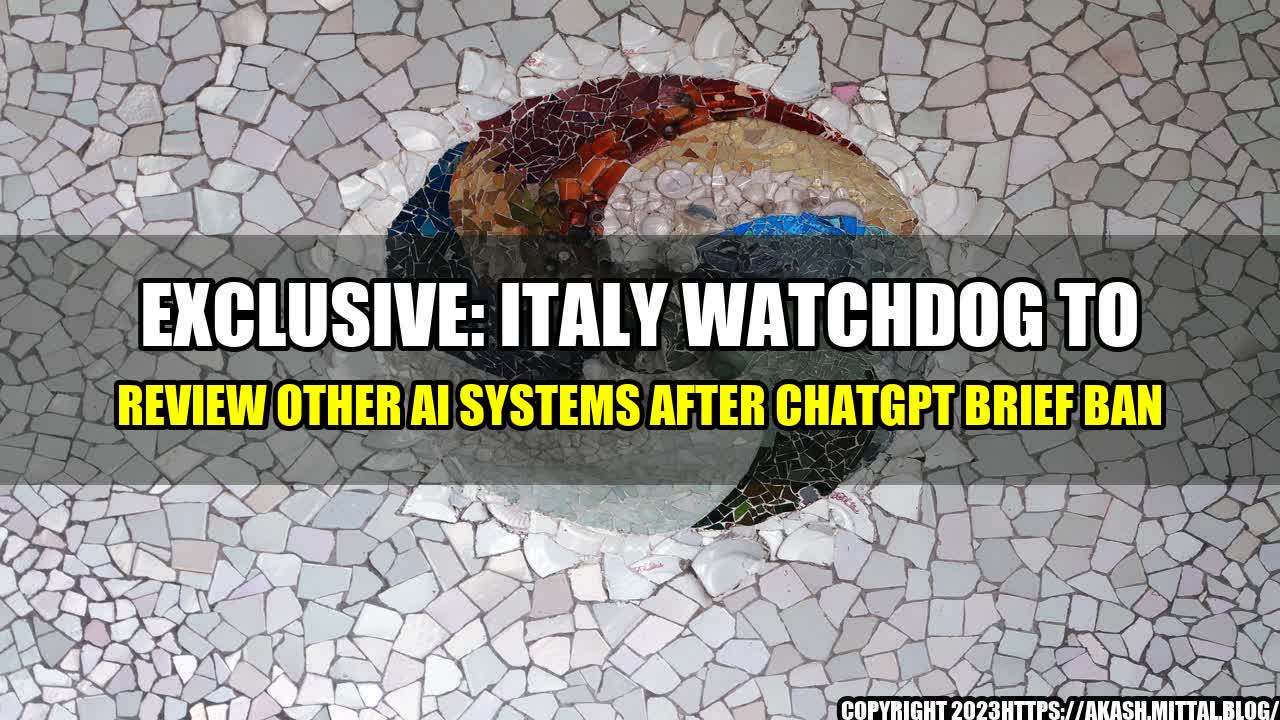 EXCLUSIVE: ITALY WATCHDOG TO
REVIEW OTHER AI SYSTEMS AFTER CHATGPT BRIEF BAN
COPYRIGHT 2023HTTPS://AKASH.MITTAL.BLOG/